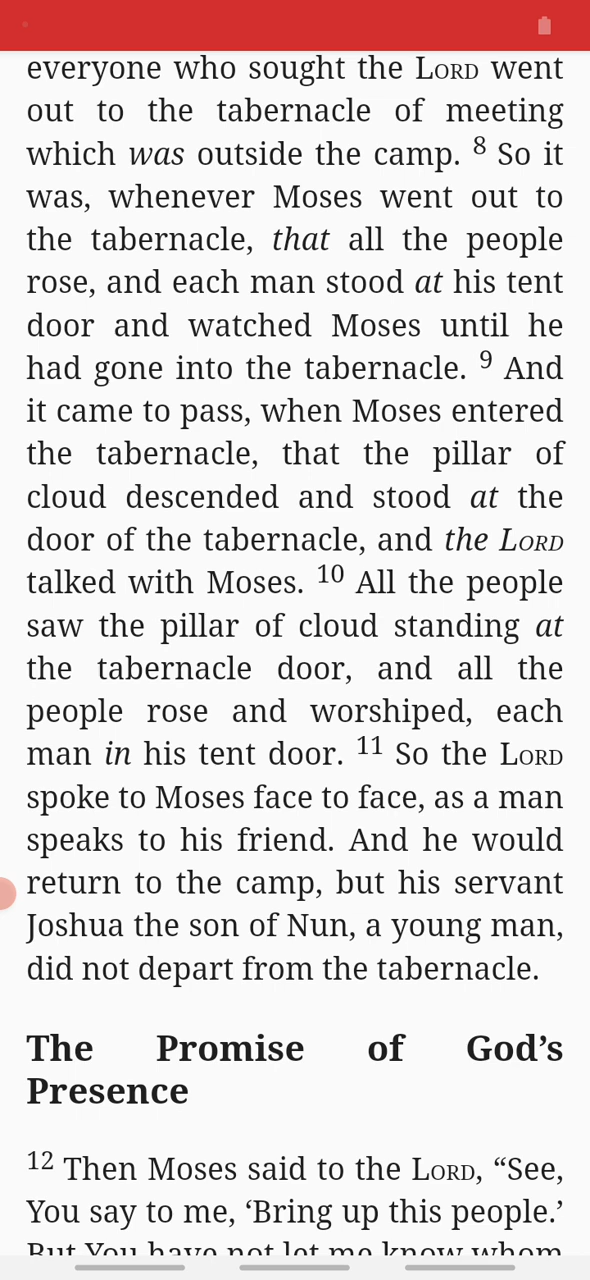 everyone who sought the LORD went
out to the tabernacle of meeting
which was outside the camp. 8 So it
was, whenever Moses went out to
the tabernacle, that all the people
rose, and each man stood at his tent
door and watched Moses until he
had gone into the tabernacle. 9 And
it came to pass, when Moses entered
the tabernacle, that the pillar of
cloud descended and stood at the
door of the tabernacle, and the LORD
talked with Moses. 10 All the people
saw the pillar of cloud standing at
the tabernacle door, and all the
people rose and worshiped, each
man in his tent door. 11 So the LORD
spoke to Moses face to face, as a man
speaks to his friend. And he would
return to the camp, but his servant
Joshua the son of Nun, a young man,
did not depart from the tabernacle.
The Promise of God’s
Presence
12 Then Moses said to the LORD, “See,
You say to me, ‘Bring up this people.’
But You have not let me know whom